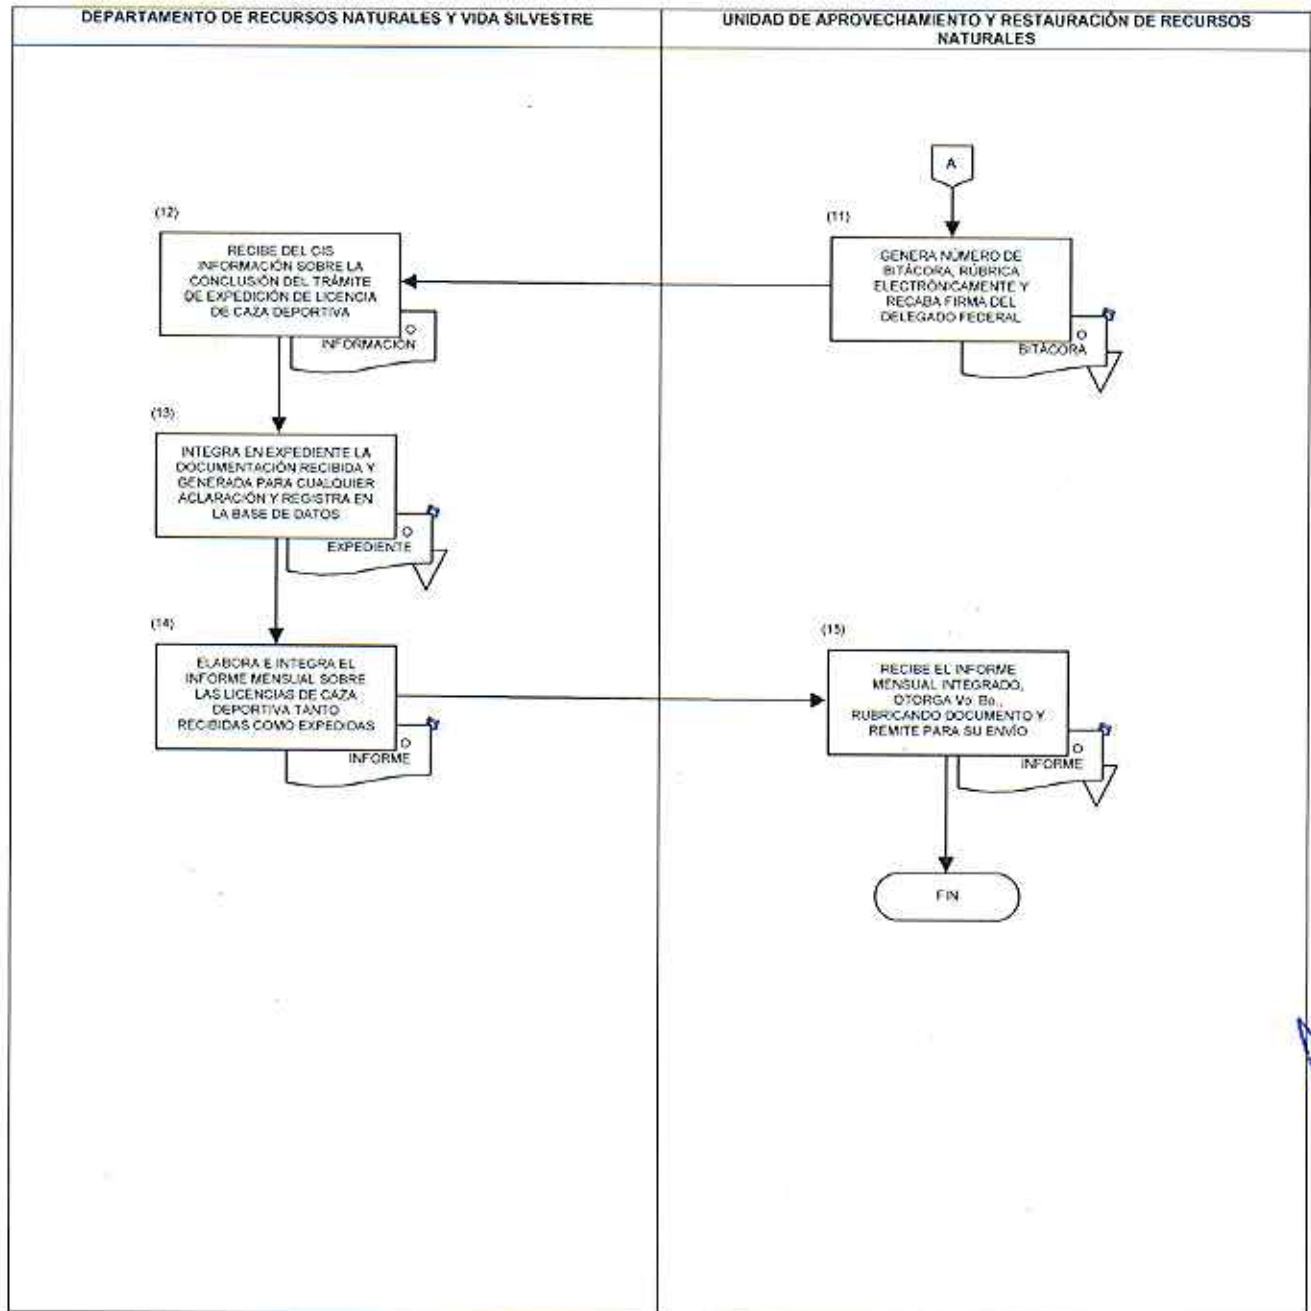 DEPARTAMENTO DE RECURSOS NATURALES Y VIDA SILVESTRE
UNIDAD DE APROVECHAMIENTO Y RESTAURACIÓN DE RECURSOS
NATURALES
A
(11)
GENERA NÚMERO DE
BITÁCORA, RÚBRICA
ELECTRÓNICAMENTE Y
RECABA FIRMA DEL
DELEGADO FEDERAL
O
BITÁCORA
(12)
RECIBE DEL CIS
INFORMACIÓN SOBRE LA
CONCLUSIÓN DEL TRÁMITE
DE EXPEDICIÓN DE LICENCIA
DE CAZA DEPORTIVA
O
INFORMACIÓN
(13)
INTEGRA EN EXPEDIENTE LA
DOCUMENTACIÓN RECIBIDA Y
GENERADA PARA CUALQUIER
ACLARACIÓN Y REGISTRA EN
LA BASE DE DATOS
O
EXPEDIENTE
(14)
ELABORA E INTEGRA EL
INFORME MENSUAL SOBRE
LAS LICENCIAS DE CAZA
DEPORTIVA TANTO
RECIBIDAS COMO EXPEDIDAS
O
INFORME
(15)
RECIBE EL INFORME
MENSUAL INTEGRADO,
OTORGA Vo. Bo.,
RUBRICANDO DOCUMENTO Y
REMITE PARA SU ENVÍO
O
INFORME
FIN